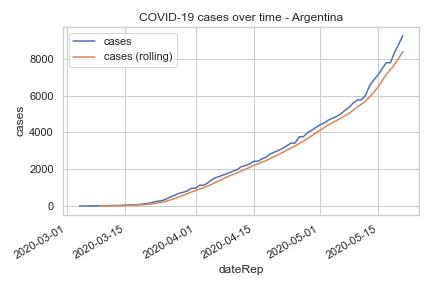 COVID-19 cases over time - Argentina
cases
cases (rolling)
8000
6000
4000
2000
0
cases
2020-03-01
2020-03-15
2020-04-01
2020-04-15
2020-05-01
2020-05-15
dateRep